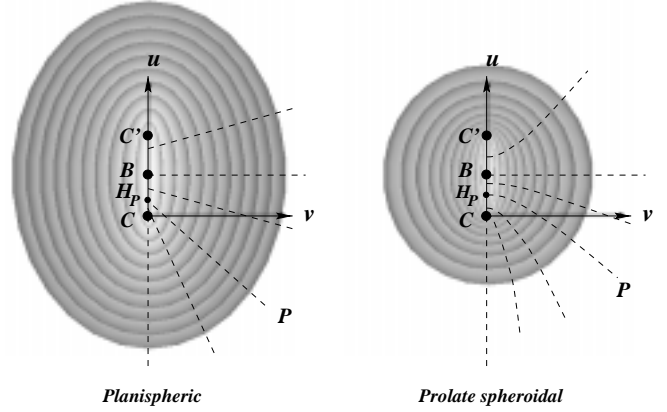 u
C'
B
H_P
C
v
P
Planispheric
u
C'
B
H_P
C
v
P
Prolate spheroidal